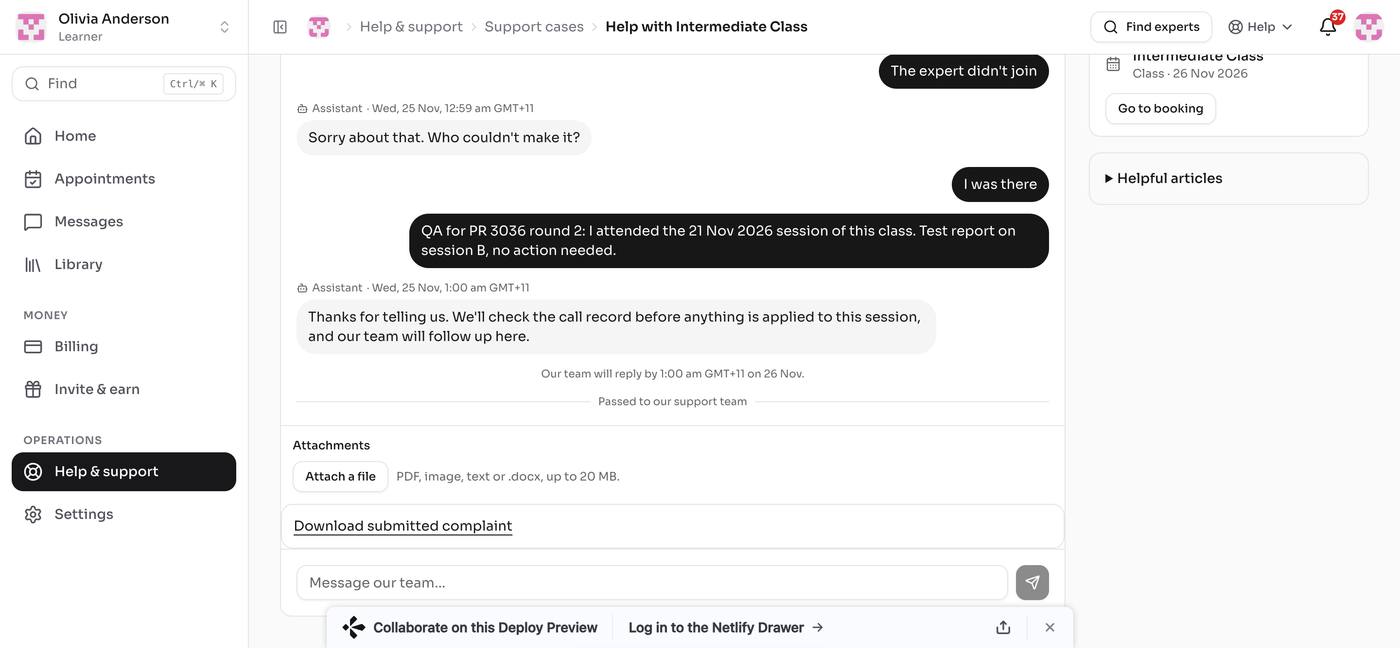 Olivia Anderson
Learner
Help & support
Support cases
Help with Intermediate Class
Find experts
Help
37
Find
Ctrl/⌘ K
Home
Appointments
Messages
Library
MONEY
Billing
Invite & earn
OPERATIONS
Help & support
Settings
The expert didn't join
Assistant · Wed, 25 Nov, 12:59 am GMT+11
Sorry about that. Who couldn't make it?
I was there
QA for PR 3036 round 2: I attended the 21 Nov 2026 session of this class. Test report on
session B, no action needed.
Assistant · Wed, 25 Nov, 1:00 am GMT+11
Thanks for telling us. We'll check the call record before anything is applied to this session,
and our team will follow up here.
Our team will reply by 1:00 am GMT+11 on 26 Nov.
Passed to our support team
Attachments
Attach a file
PDF, image, text or .docx, up to 20 MB.
Download submitted complaint
Message our team...
Intermediate Class
Class · 26 Nov 2026
Go to booking
Helpful articles
Collaborate on this Deploy Preview
Log in to the Netlify Drawer →